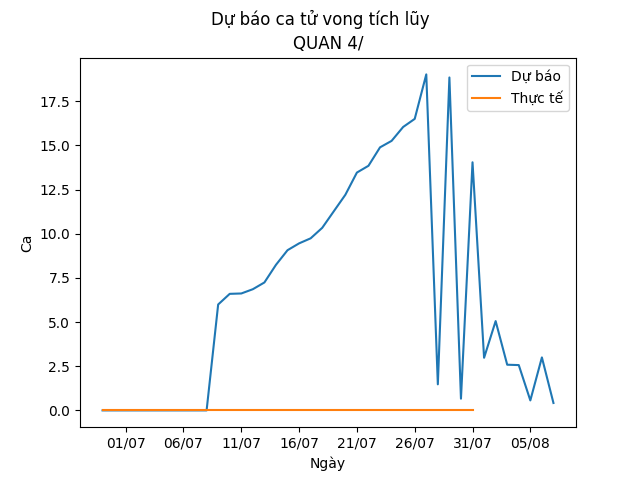 Dự báo ca tử vong tích lũy
QUAN 4/
Dự báo
Thực tế
17.5
15.0
12.5
10.0
7.5
5.0
2.5
0.0
Ca
01/07 06/07 11/07 16/07 21/07 26/07 31/07 05/08
Ngày